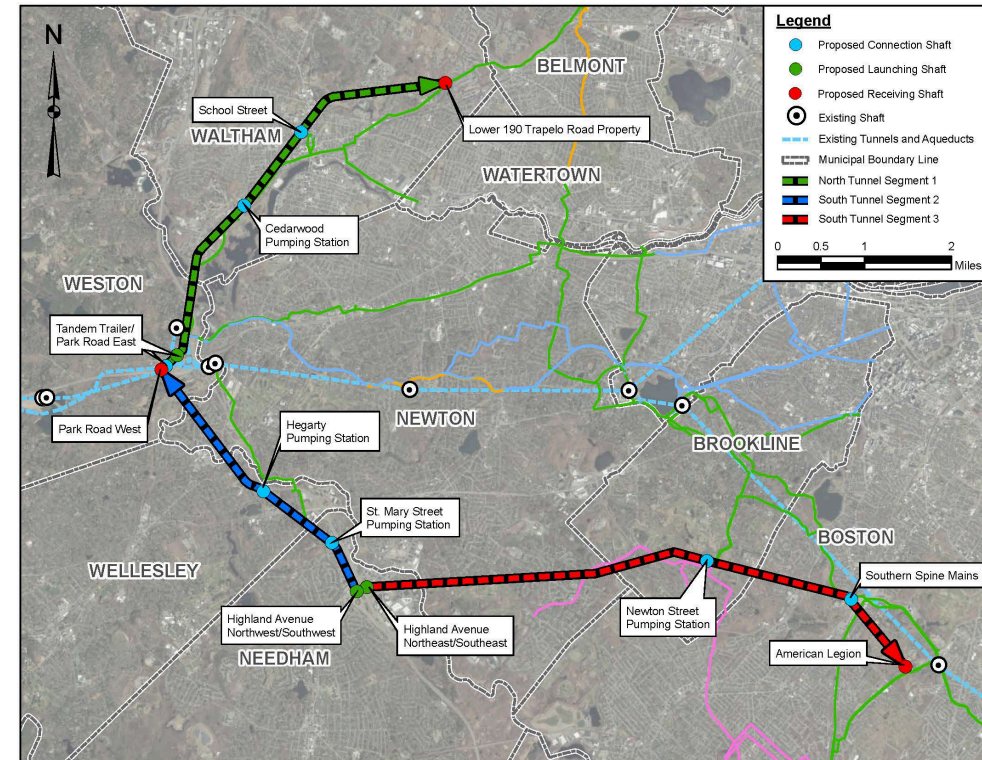 N
Legend
Proposed Connection Shaft
Proposed Launching Shaft
Proposed Receiving Shaft
Existing Shaft
Existing Tunnels and Aqueducts
Municipal Boundary Line
North Tunnel Segment 1
South Tunnel Segment 2
South Tunnel Segment 3
0 0.5 1 2
Miles
BELMONT
School Street
WALTHAM
Lower 190 Trapelo Road Property
WATERTOWN
Cedarwood
Pumping Station
WESTON
Tandem Trailer/
Park Road East
Park Road West
NEWTON
Hegarty
Pumping Station
BROOKLINE
St. Mary Street
Pumping Station
BOSTON
WELLESLEY
Southern Spine Mains
Highland Avenue
Northwest/Southwest
Highland Avenue
Northeast/Southeast
Newton Street
Pumping Station
NEEDHAM
American Legion